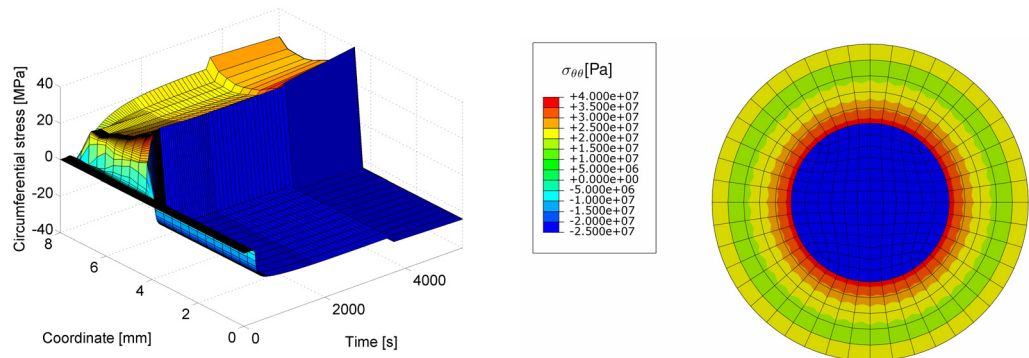 Circumferential stress [MPa]
40
20
0
-20
-40
8
6
4
2
0
Coordinate [mm]
0
2000
4000
Time [s]
σθθ[Pa]
+4.000e+07
+3.500e+07
+3.000e+07
+2.500e+07
+2.000e+07
+1.500e+07
+1.000e+07
+5.000e+06
+0.000e+00
-5.000e+06
-1.000e+07
-1.500e+07
-2.000e+07
-2.500e+07